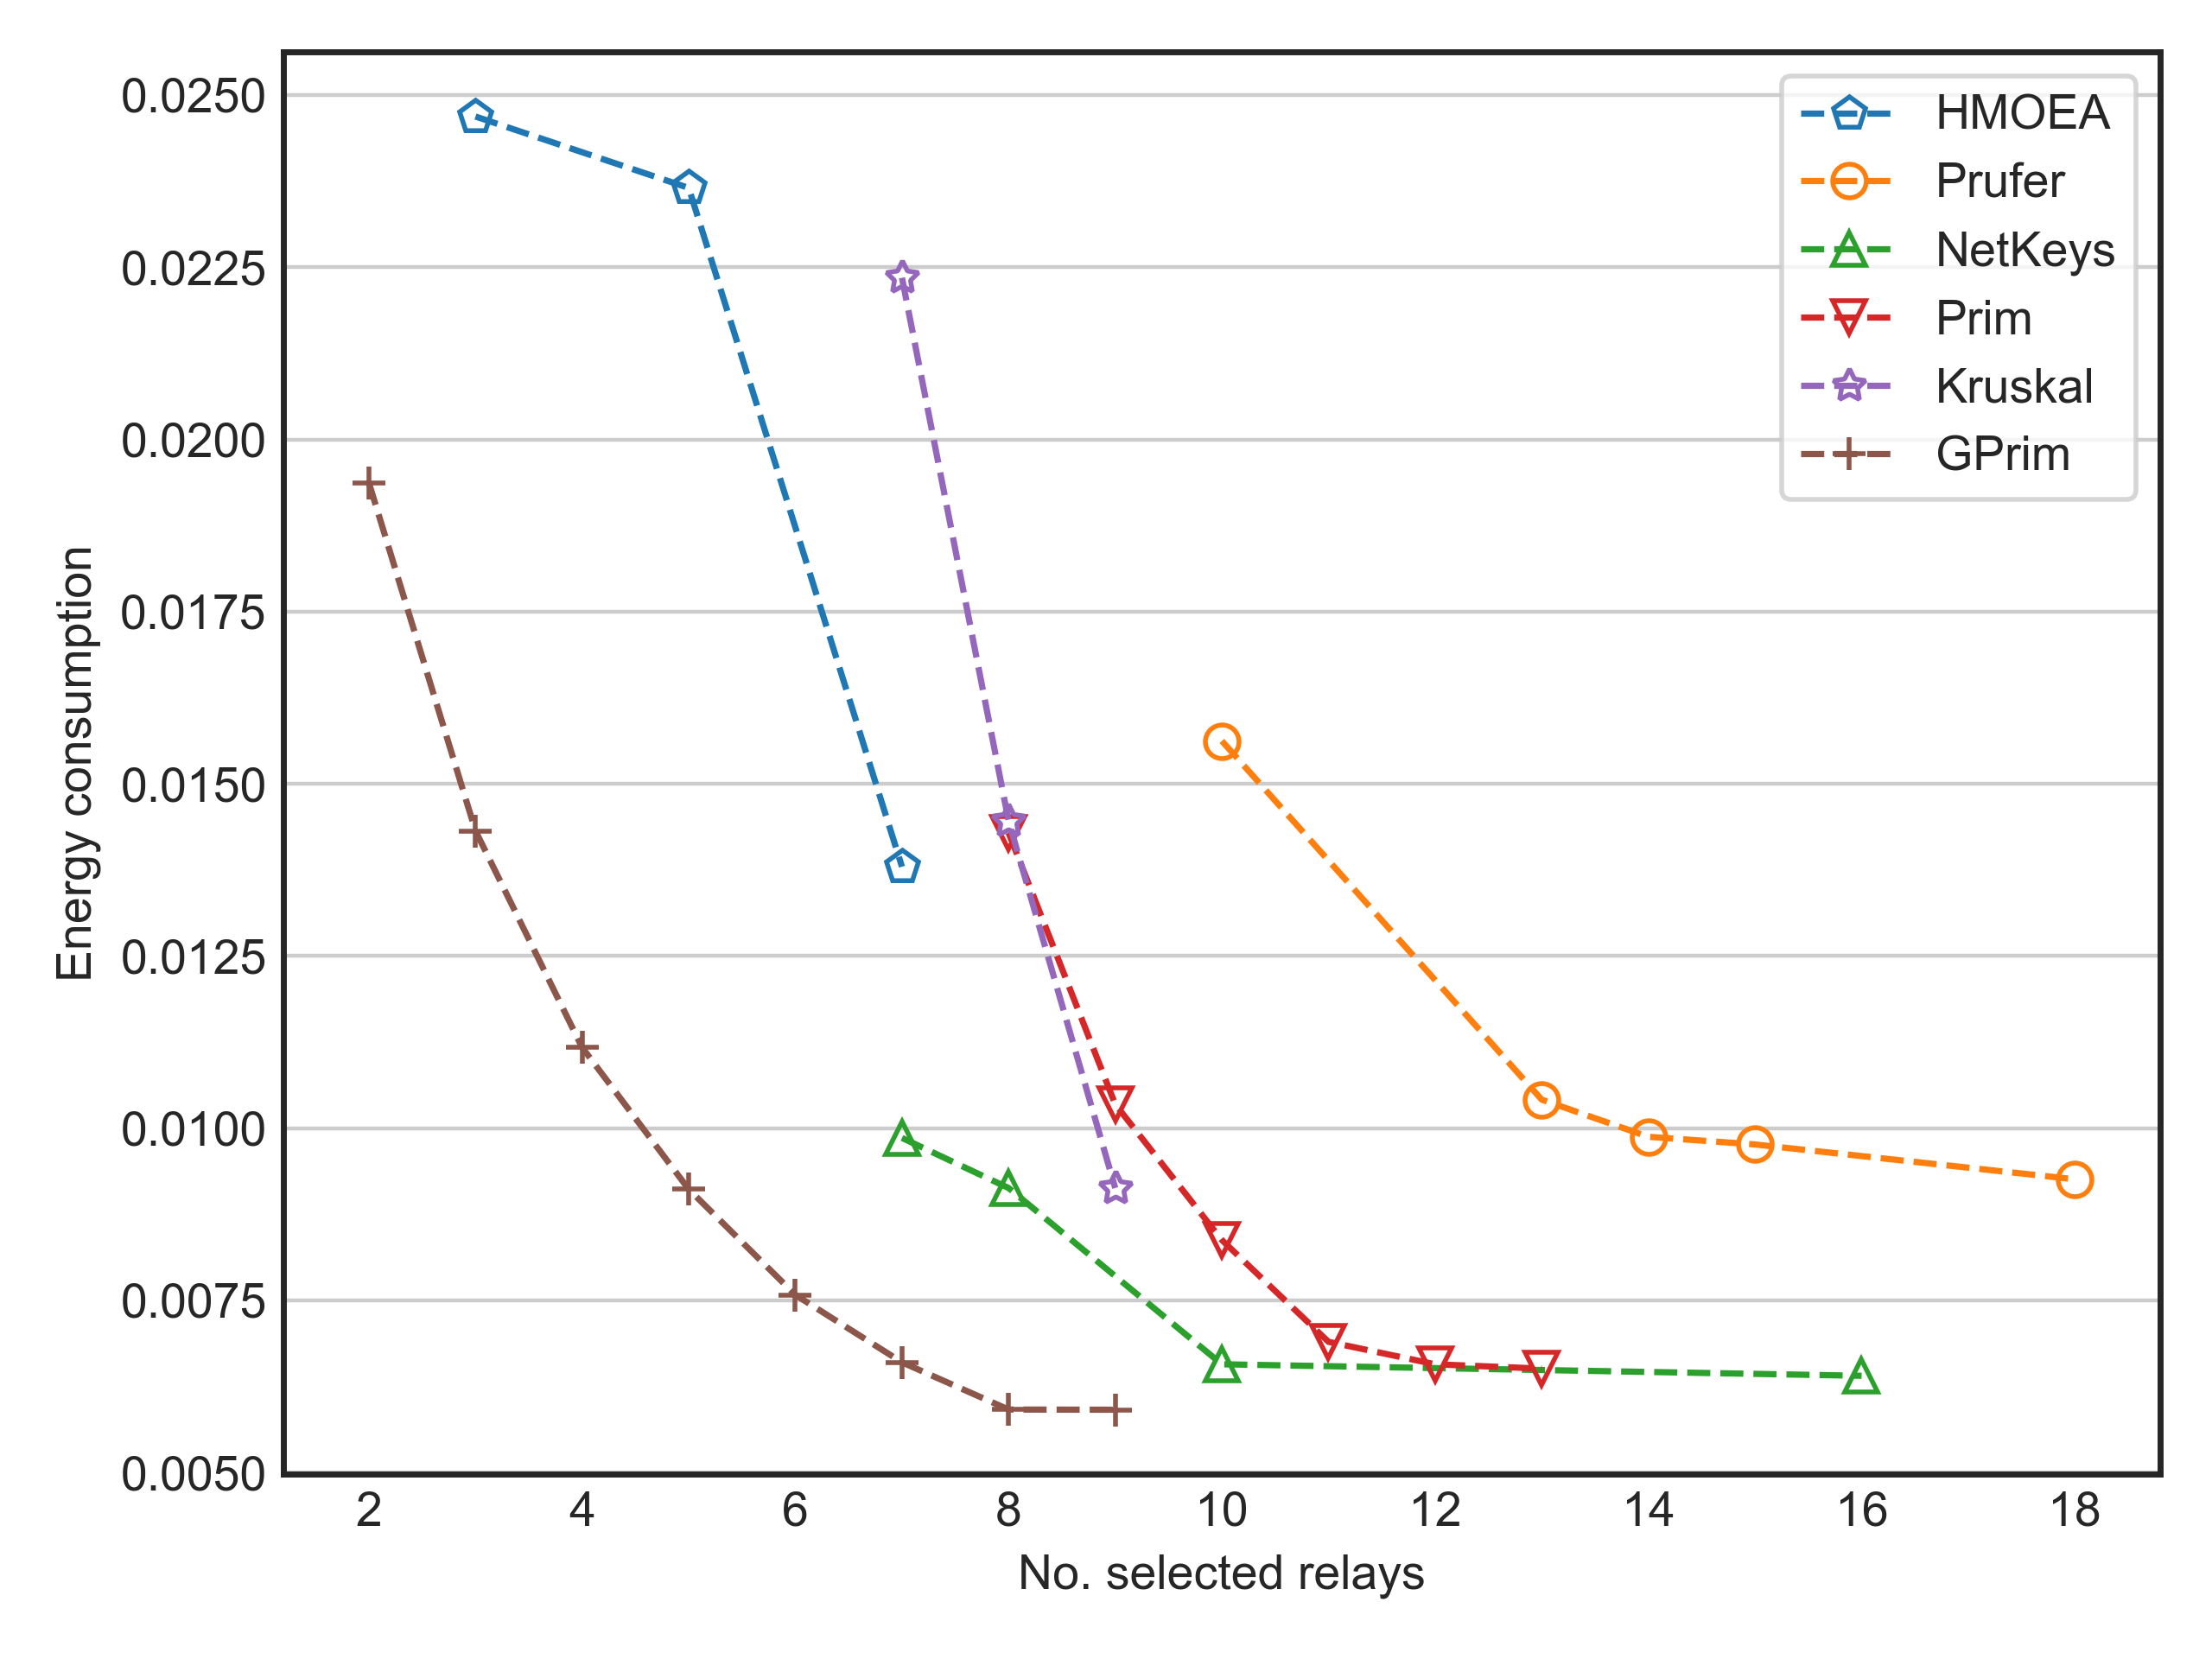 0.0250
0.0225
0.0200
0.0175
0.0150
0.0125
0.0100
0.0075
0.0050
Energy consumption
2 4 6 8 10 12 14 16 18
No. selected relays
HMOEA
Prufer
NetKeys
Prim
Kruskal
GPrim